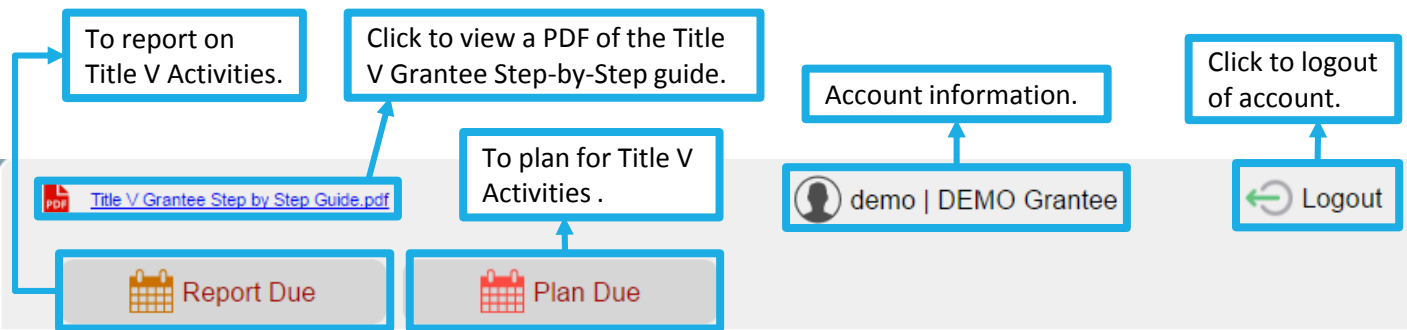 To report on
Title V Activities.
Click to view a PDF of the Title
V Grantee Step-by-Step guide.
Account information.
Click to logout
of account.
To plan for Title V
Activities .
PDF
Title V Grantee Step by Step Guide.pdf
demo | DEMO Grantee
Logout
Report Due
Plan Due